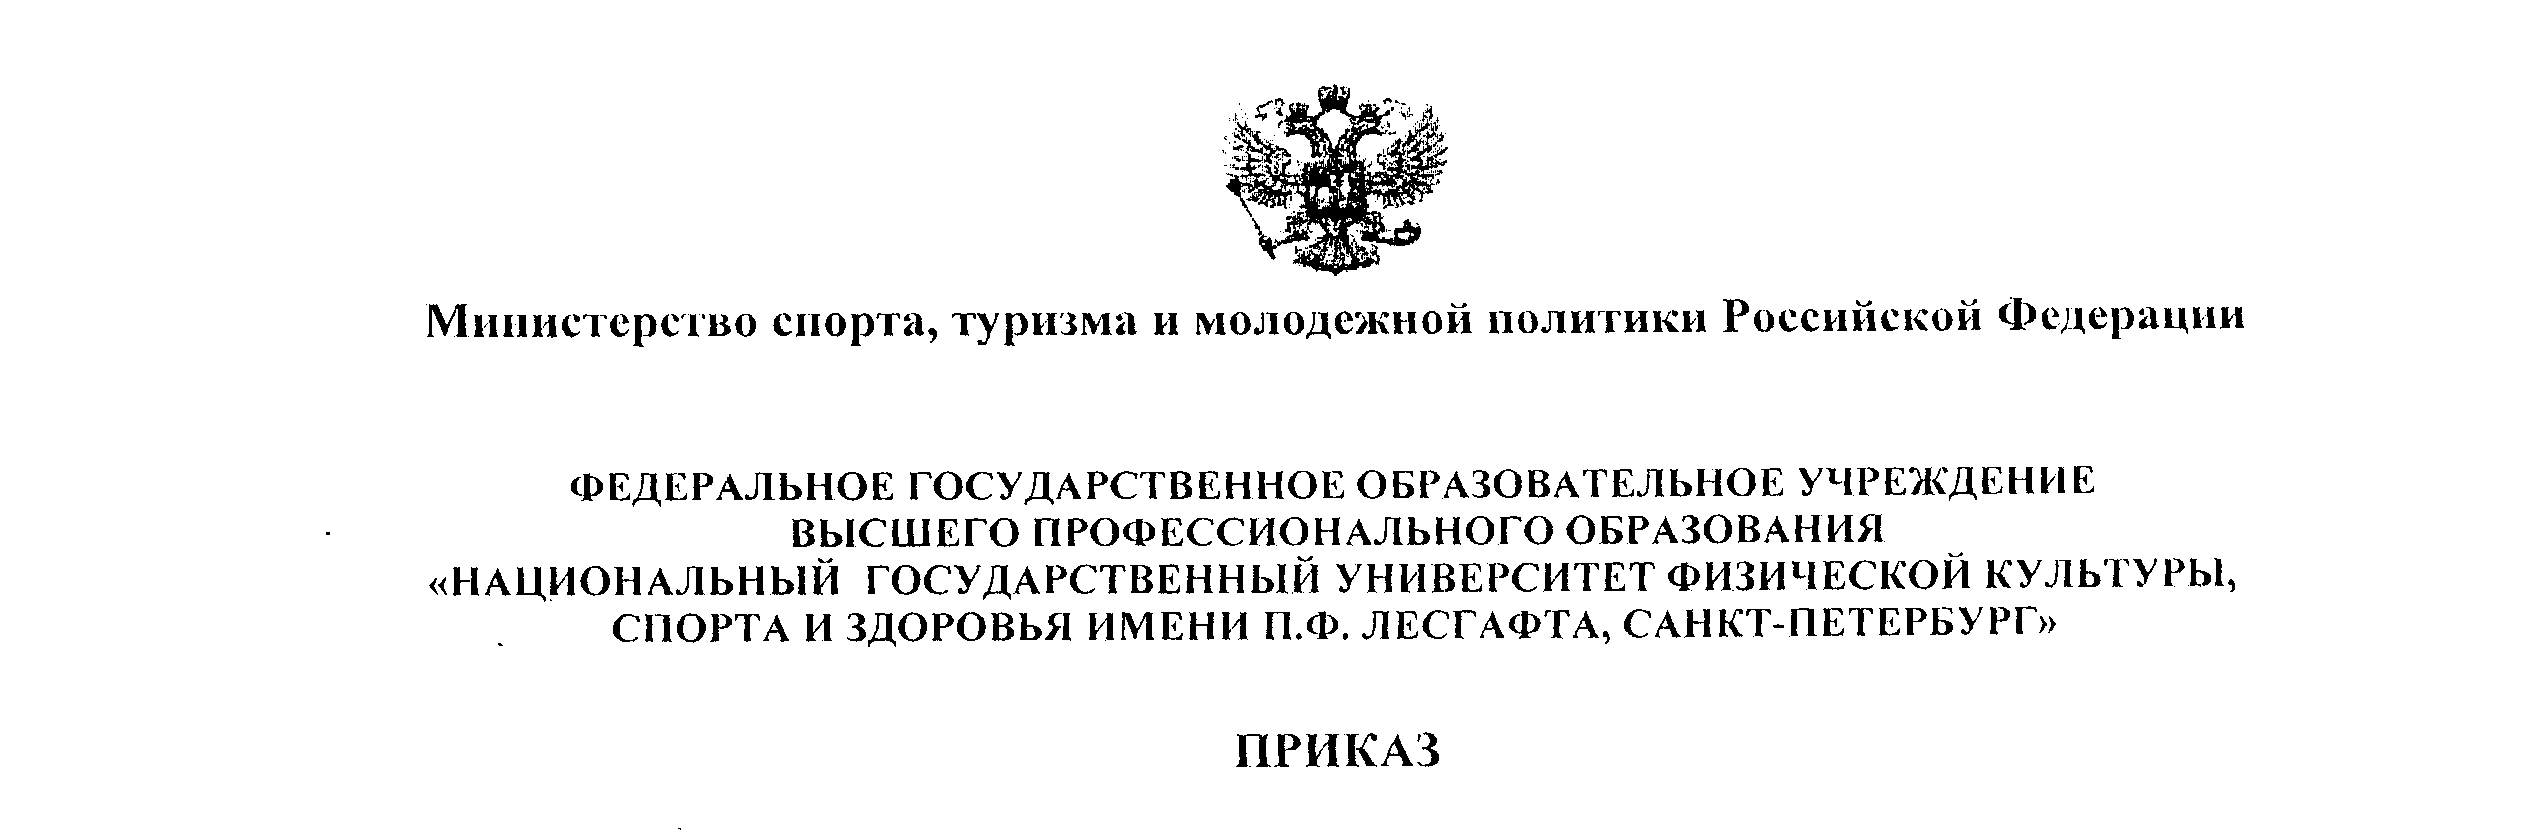 Министерство спорта, туризма и молодежной политики Российской Федерации
ФЕДЕРАЛЬНОЕ ГОСУДАРСТВЕННОЕ ОБРАЗОВАТЕЛЬНОЕ УЧРЕЖДЕНИЕ
ВЫСШЕГО ПРОФЕССИОНАЛЬНОГО ОБРАЗОВАНИЯ
«НАЦИОНАЛЬНЫЙ ГОСУДАРСТВЕННЫЙ УНИВЕРСИТЕТ ФИЗИЧЕСКОЙ КУЛЬТУРЫ,
СПОРТА И ЗДОРОВЬЯ ИМЕНИ П.Ф. ЛЕСГАФТА, САНКТ-ПЕТЕРБУРГ»
ПРИКАЗ